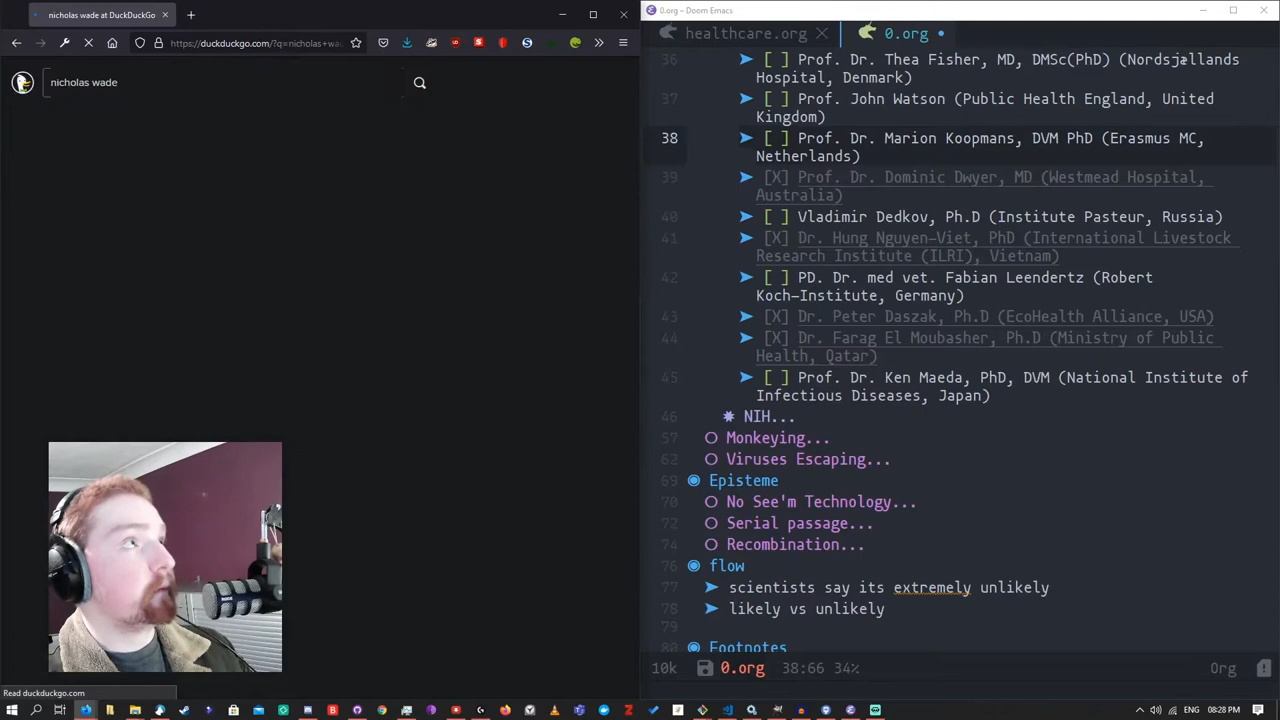 nicholas wade at DuckDuckGo
https://duckduckgo.com/?q=nicholas+wa
nicholas wade
Read duckduckgo.com
0.org – Doom Emacs
healthcare.org
0.org
36 [ ] Prof. Dr. Thea Fisher, MD, DMSc(PhD) (Nordsjællands
Hospital, Denmark)
37 [ ] Prof. John Watson (Public Health England, United
Kingdom)
38 [ ] Prof. Dr. Marion Koopmans, DVM PhD (Erasmus MC,
Netherlands)
39 [X] Prof. Dr. Dominic Dwyer, MD (Westmead Hospital,
Australia)
40 [ ] Vladimir Dedkov, Ph.D (Institute Pasteur, Russia)
41 [X] Dr. Hung Nguyen-Viet, PhD (International Livestock
Research Institute (ILRI), Vietnam)
42 [ ] PD. Dr. med vet. Fabian Leendertz (Robert
Koch-Institute, Germany)
43 [X] Dr. Peter Daszak, Ph.D (EcoHealth Alliance, USA)
44 [X] Dr. Farag El Moubasher, Ph.D (Ministry of Public
Health, Qatar)
45 [ ] Prof. Dr. Ken Maeda, PhD, DVM (National Institute of
Infectious Diseases, Japan)
46 NIH...
57 Monkeying...
62 Viruses Escaping...
69 Episteme
70 No See'm Technology...
72 Serial passage...
74 Recombination...
76 flow
77 scientists say its extremely unlikely
78 likely vs unlikely
79
80 Footnotes
10k 0.org 38:66 34% Org
ENG 08:28 PM